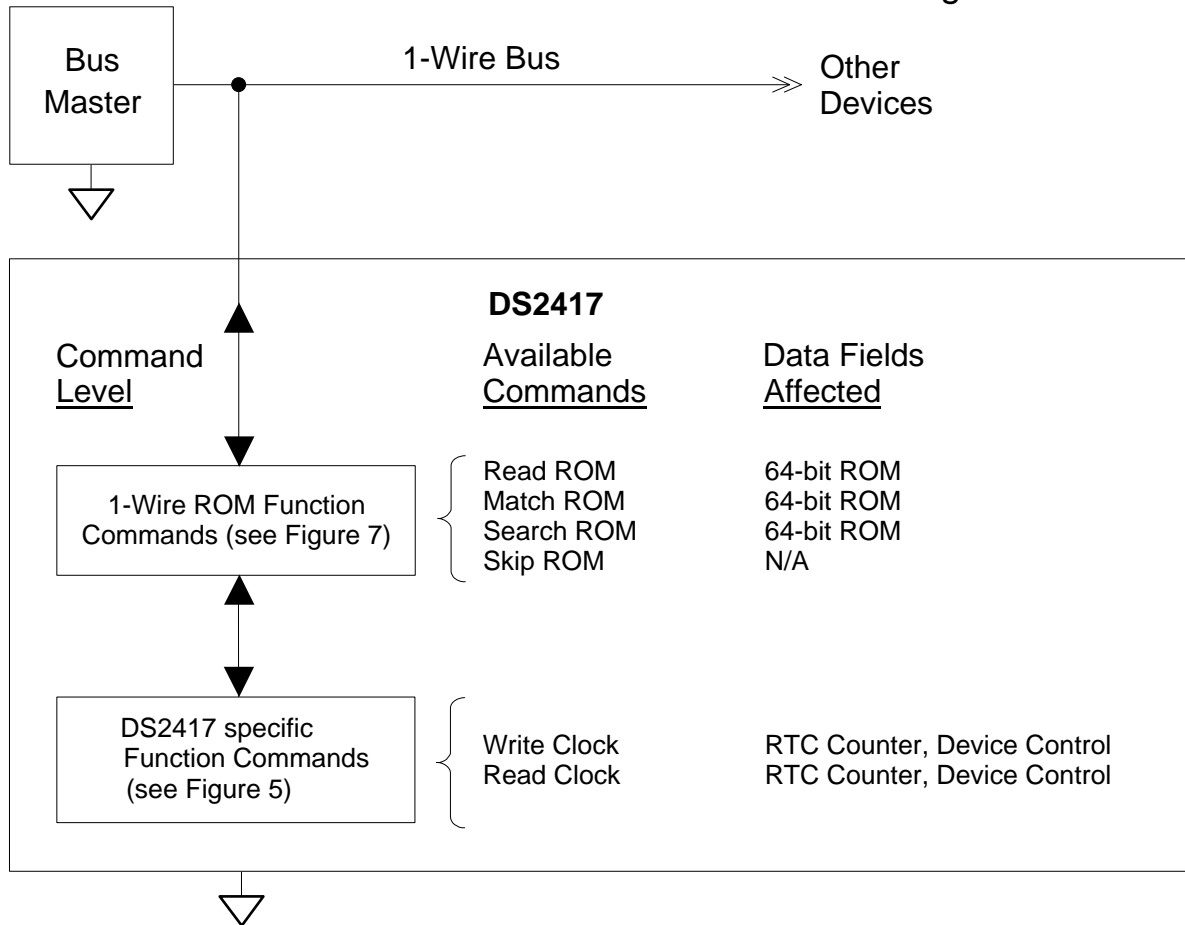 Bus
Master
1-Wire Bus
Other
Devices
DS2417
Command
Level
Available
Commands
Data Fields
Affected
1-Wire ROM Function
Commands (see Figure 7)
Read ROM 64-bit ROM
Match ROM 64-bit ROM
Search ROM 64-bit ROM
Skip ROM N/A
DS2417 specific
Function Commands
(see Figure 5)
Write Clock RTC Counter, Device Control
Read Clock RTC Counter, Device Control